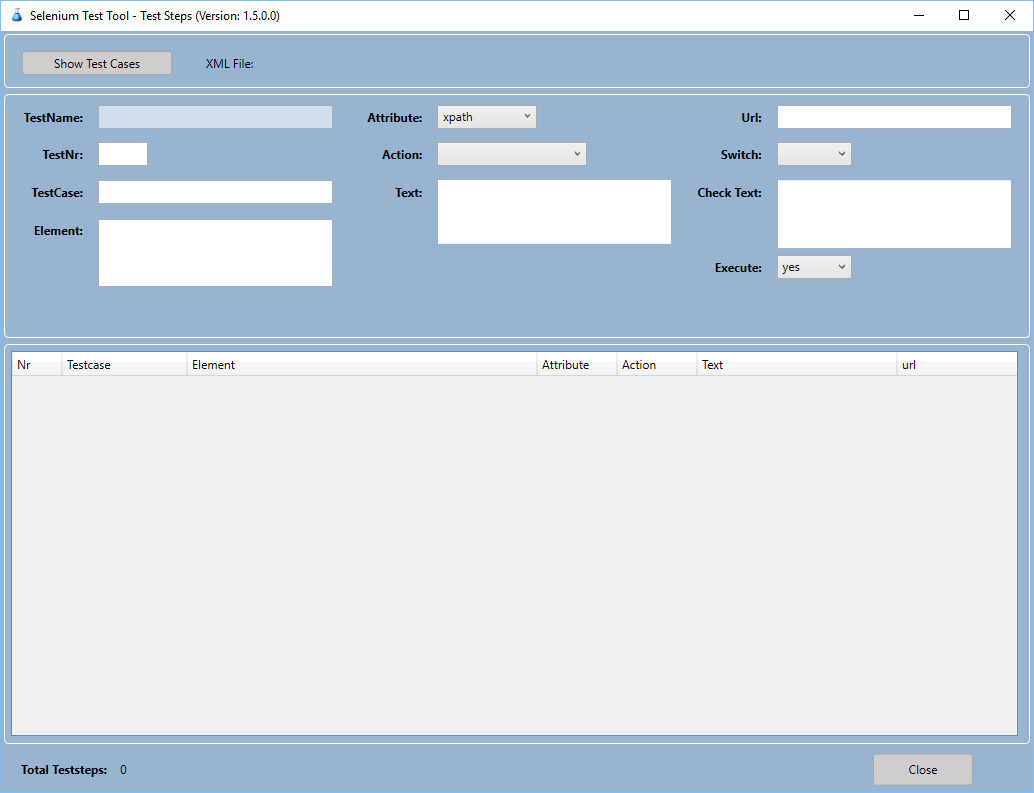 Selenium Test Tool - Test Steps (Version: 1.5.0.0)
Show Test Cases XML File:
TestName: Attribute: xpath Url:
TestNr: Action: Switch:
TestCase: Text: Check Text:
Element:
Execute: yes
Nr Testcase Element Attribute Action Text url
Total Teststeps: 0 Close